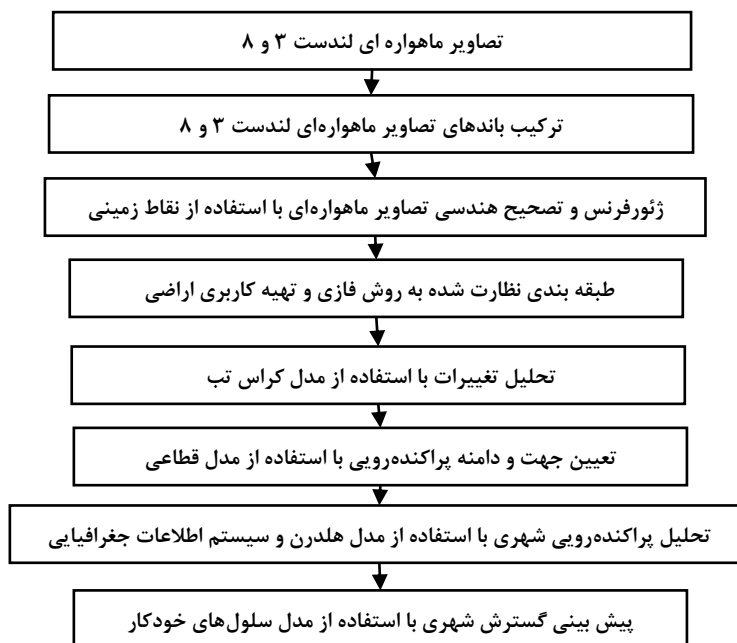 تصاویر ماهواره ای لندست ۳ و ۸
ترکیب باندهای تصاویر ماهواره‌ای لندست ۳ و ۸
ژئورفرنس و تصحیح هندسی تصاویر ماهواره‌ای با استفاده از نقاط زمینی
طبقه بندی نظارت شده به روش فازی و تهیه کاربری اراضی
تحلیل تغییرات با استفاده از مدل کراس تب
تعیین جهت و دامنه پراکنده‌رویی با استفاده از مدل قطاعی
تحلیل پراکنده‌رویی شهری با استفاده از مدل هلدرن و سیستم اطلاعات جغرافیایی
پیش بینی گسترش شهری با استفاده از مدل سلول‌های خودکار